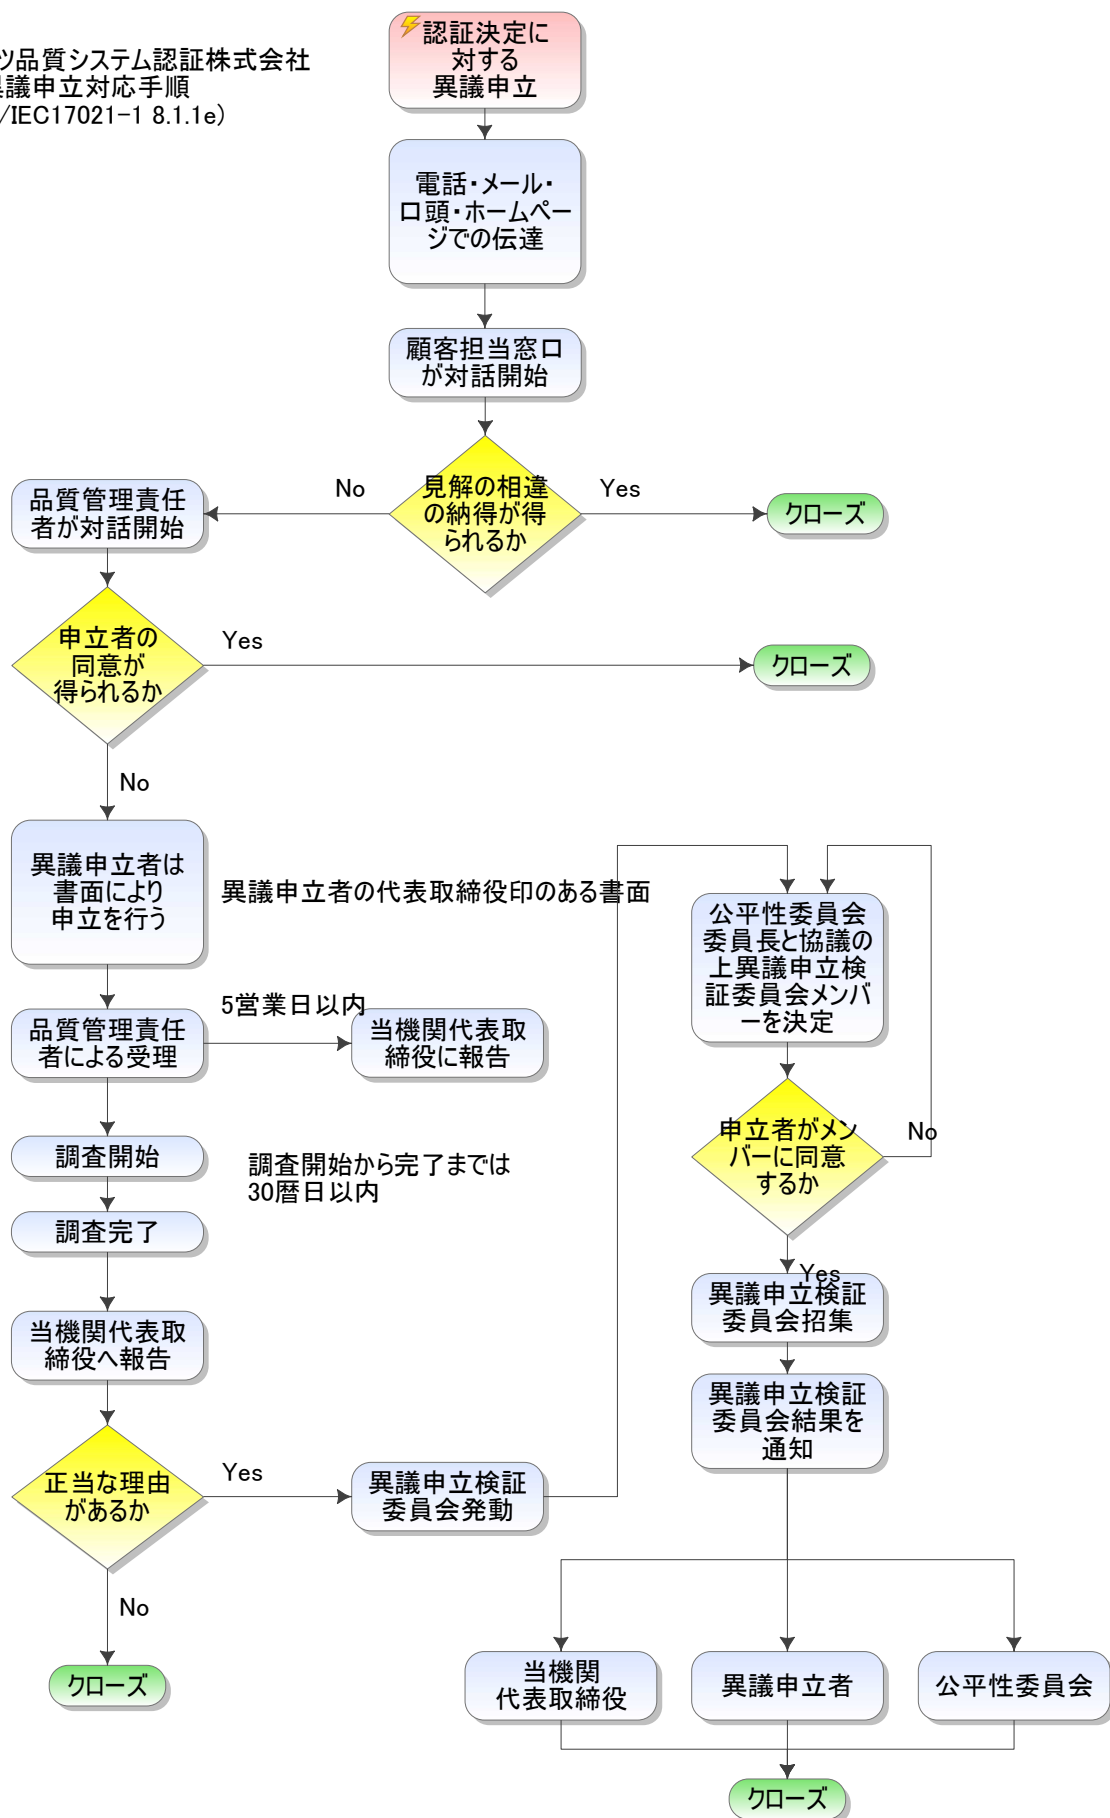 認証決定に
対する
異議申立
ツ品質システム認証株式会社
異議申立対応手順
/IEC17021-1 8.1.1e)
電話・メール・
口頭・ホームペー
ジでの伝達
顧客担当窓口
が対話開始
見解の相違
の納得が得
られるか
No
Yes
クローズ
品質管理責任
者が対話開始
申立者の
同意が
得られるか
Yes
クローズ
No
異議申立者は
書面により
申立を行う
異議申立者の代表取締役印のある書面
品質管理責任
者による受理
5営業日以内
当機関代表取
締役に報告
調査開始
調査開始から完了までは
30暦日以内
調査完了
当機関代表取
締役へ報告
正当な理由
があるか
Yes
異議申立検証
委員会発動
No
クローズ
公平性委員会
委員長と協議の
上異議申立検
証委員会メンバ
ーを決定
申立者がメン
バーに同意
するか
No
Yes
異議申立検証
委員会招集
異議申立検証
委員会結果を
通知
当機関
代表取締役
異議申立者
公平性委員会
クローズ